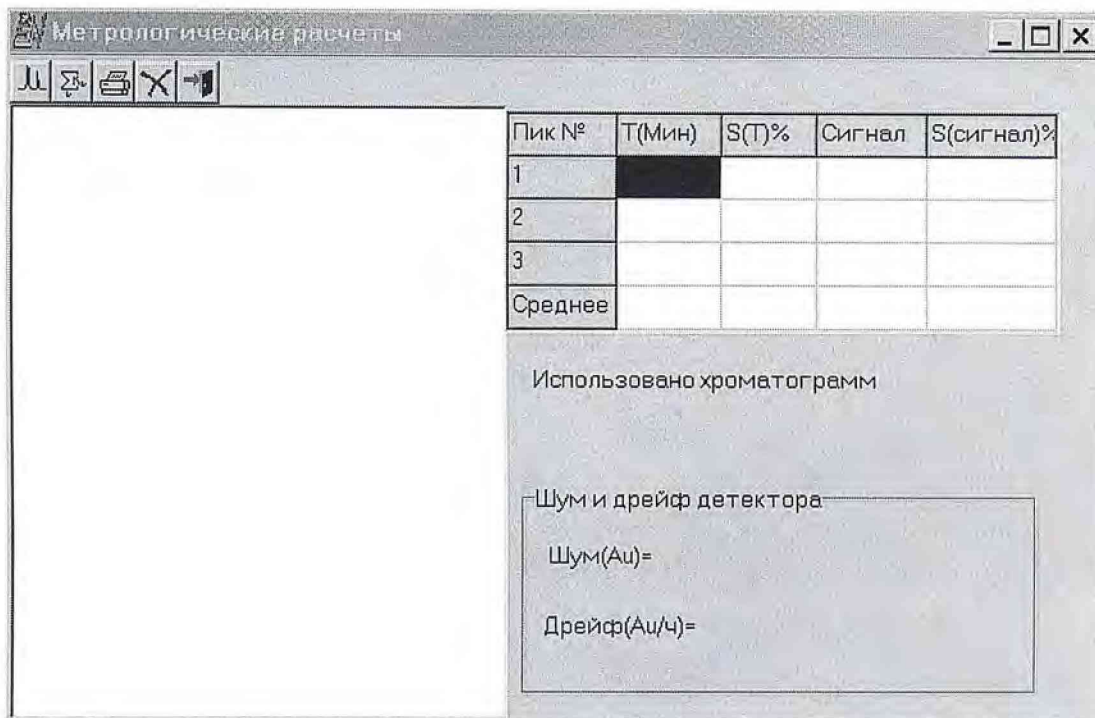 Метрологические расчеты
Пик № Т(Мин) S(T)% Сигнал S(сигнал)%
1
2
3
Среднее
Использовано хроматограмм
Шум и дрейф детектора
Шум(Au)=
Дрейф(Au/ч)=